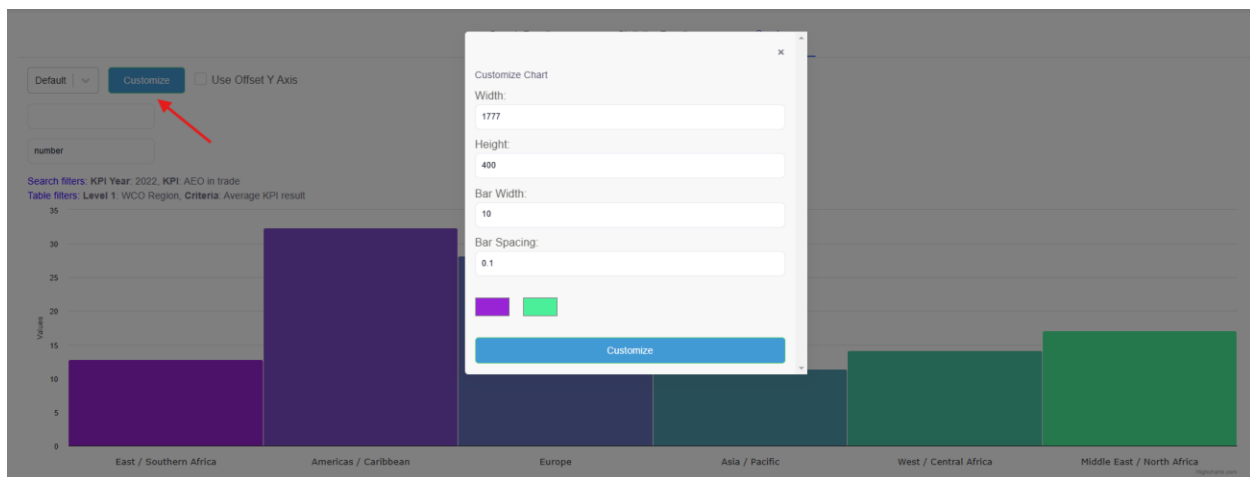 ×
Default
Customize
Use Offset Y Axis
Customize Chart
Width:
1777
Height:
400
Bar Width:
10
Bar Spacing:
0.1
Customize
number
Search filters: KPI Year: 2022, KPI: AEO in trade
Table filters: Level 1: WCO Region, Criteria: Average KPI result
35
30
25
20
15
10
5
0
Values
East / Southern Africa
Americas / Caribbean
Europe
Asia / Pacific
West / Central Africa
Middle East / North Africa
Highcharts.com